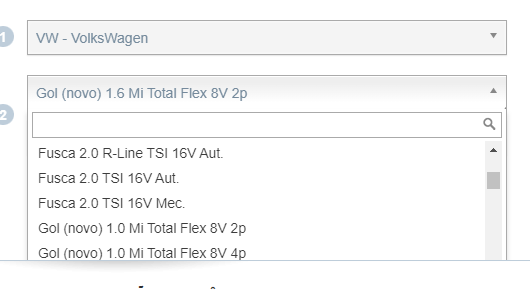 1
VW - VolksWagen
Gol (novo) 1.6 Mi Total Flex 8V 2p
2
Fusca 2.0 R-Line TSI 16V Aut.
Fusca 2.0 TSI 16V Aut.
Fusca 2.0 TSI 16V Mec.
Gol (novo) 1.0 Mi Total Flex 8V 2p
Gol (novo) 1.0 Mi Total Flex 8V 4p